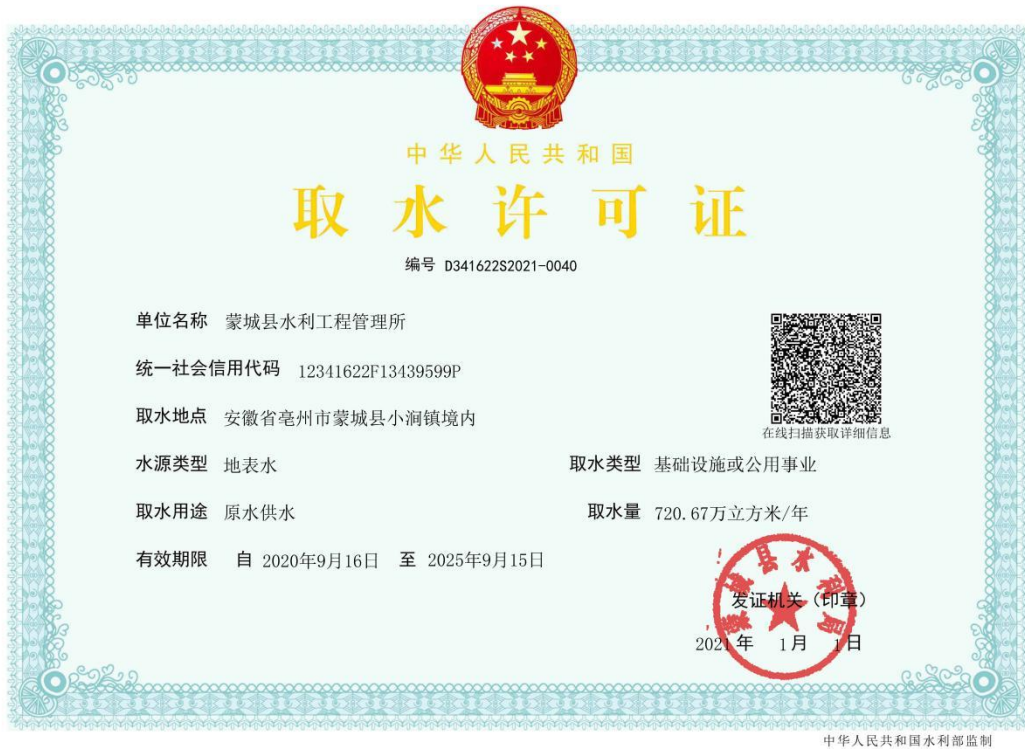 中华人民共和国
取水许可证
编号 D341622S2021-0040
单位名称 蒙城县水利工程管理所
统一社会信用代码 12341622F13439599P
取水地点 安徽省亳州市蒙城县小涧镇境内
在线扫描获取详细信息
水源类型 地表水 取水类型 基础设施或公用事业
取水用途 原水供水 取水量 720.67万立方米/年
有效期限 自 2020年9月16日 至 2025年9月15日
蒙城县水利局
发证机关（印章）
2021年 1月 1日
中华人民共和国水利部监制